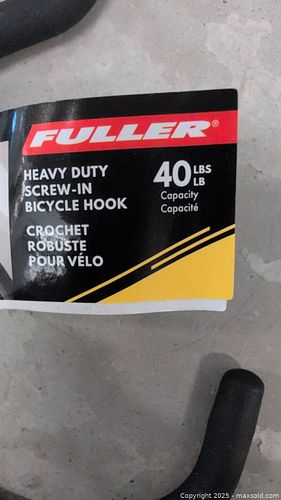 FULLER®
HEAVY DUTY
SCREW-IN
BICYCLE HOOK
40 LBS
LB
Capacity
Capacité
CROCHET
ROBUSTE
POUR VÉLO
Copyright 2025 - maxsold.com